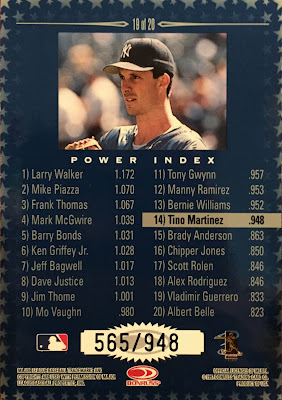 19 of 20
POWER INDEX
1) Larry Walker 1.172
2) Mike Piazza 1.070
3) Frank Thomas 1.067
4) Mark McGwire 1.039
5) Barry Bonds 1.031
6) Ken Griffey Jr. 1.028
7) Jeff Bagwell 1.017
8) Dave Justice 1.013
9) Jim Thome 1.001
10) Mo Vaughn .980
11) Tony Gwynn .957
12) Manny Ramirez .953
13) Bernie Williams .952
14) Tino Martinez .948
15) Brady Anderson .863
16) Chipper Jones .850
17) Scott Rolen .846
18) Alex Rodriguez .846
19) Vladimir Guerrero .833
20) Albert Belle .823
565/948
DONRUSS